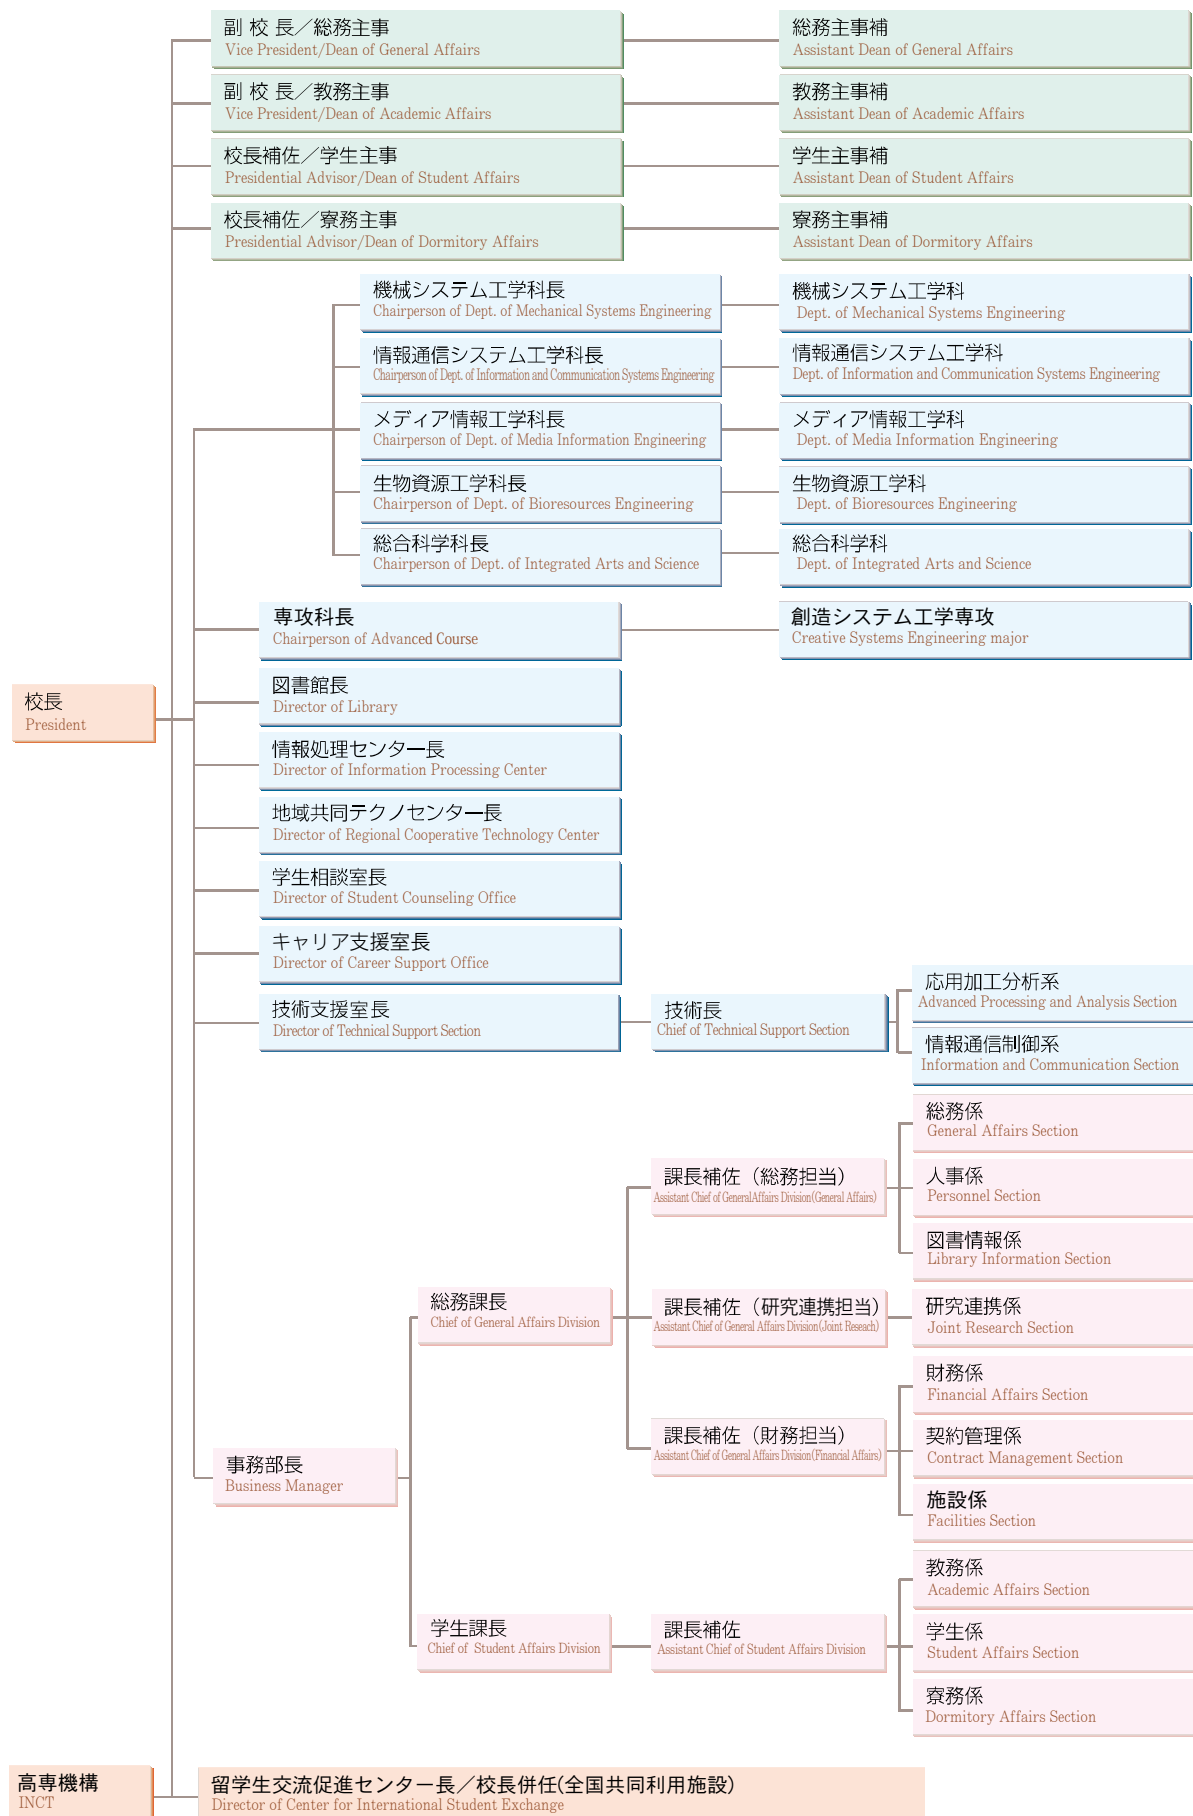 副 校 長／総務主事
Vice President/Dean of General Affairs
総務主事補
Assistant Dean of General Affairs
副 校 長／教務主事
Vice President/Dean of Academic Affairs
教務主事補
Assistant Dean of Academic Affairs
校長補佐／学生主事
Presidential Advisor/Dean of Student Affairs
学生主事補
Assistant Dean of Student Affairs
校長補佐／寮務主事
Presidential Advisor/Dean of Dormitory Affairs
寮務主事補
Assistant Dean of Dormitory Affairs
機械システム工学科長
Chairperson of Dept. of Mechanical Systems Engineering
機械システム工学科
Dept. of Mechanical Systems Engineering
情報通信システム工学科長
Chairperson of Dept. of Information and Communication Systems Engineering
情報通信システム工学科
Dept. of Information and Communication Systems Engineering
メディア情報工学科長
Chairperson of Dept. of Media Information Engineering
メディア情報工学科
Dept. of Media Information Engineering
生物資源工学科長
Chairperson of Dept. of Bioresources Engineering
生物資源工学科
Dept. of Bioresources Engineering
総合科学科長
Chairperson of Dept. of Integrated Arts and Science
総合科学科
Dept. of Integrated Arts and Science
専攻科長
Chairperson of Advanced Course
創造システム工学専攻
Creative Systems Engineering major
校長
President
図書館長
Director of Library
情報処理センター長
Director of Information Processing Center
地域共同テクノセンター長
Director of Regional Cooperative Technology Center
学生相談室長
Director of Student Counseling Office
キャリア支援室長
Director of Career Support Office
技術支援室長
Director of Technical Support Section
技術長
Chief of Technical Support Section
応用加工分析系
Advanced Processing and Analysis Section
情報通信制御系
Information and Communication Section
事務部長
Business Manager
総務課長
Chief of General Affairs Division
課長補佐（総務担当）
Assistant Chief of GeneralAffairs Division(General Affairs)
総務係
General Affairs Section
人事係
Personnel Section
図書情報係
Library Information Section
課長補佐（研究連携担当）
Assistant Chief of General Affairs Division(Joint Reseach)
研究連携係
Joint Research Section
課長補佐（財務担当）
Assistant Chief of General Affairs Division(Financial Affairs)
財務係
Financial Affairs Section
契約管理係
Contract Management Section
施設係
Facilities Section
学生課長
Chief of Student Affairs Division
課長補佐
Assistant Chief of Student Affairs Division
教務係
Academic Affairs Section
学生係
Student Affairs Section
寮務係
Dormitory Affairs Section
高専機構
INCT
留学生交流促進センター長／校長併任(全国共同利用施設)
Director of Center for International Student Exchange